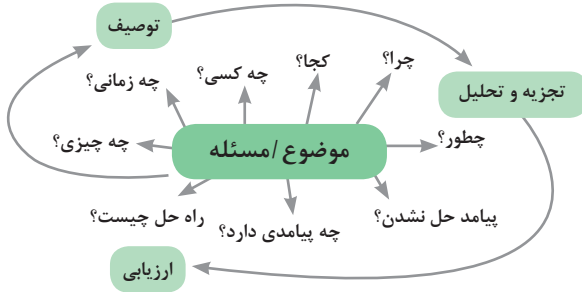 توصیف
چرا؟
کجا؟
چه کسی؟
چه زمانی؟
تجزیه و تحلیل
چطور؟
موضوع/مسئله
چه چیزی؟
پیامد حل نشدن؟
چه پیامدی دارد؟
راه حل چیست؟
ارزیابی